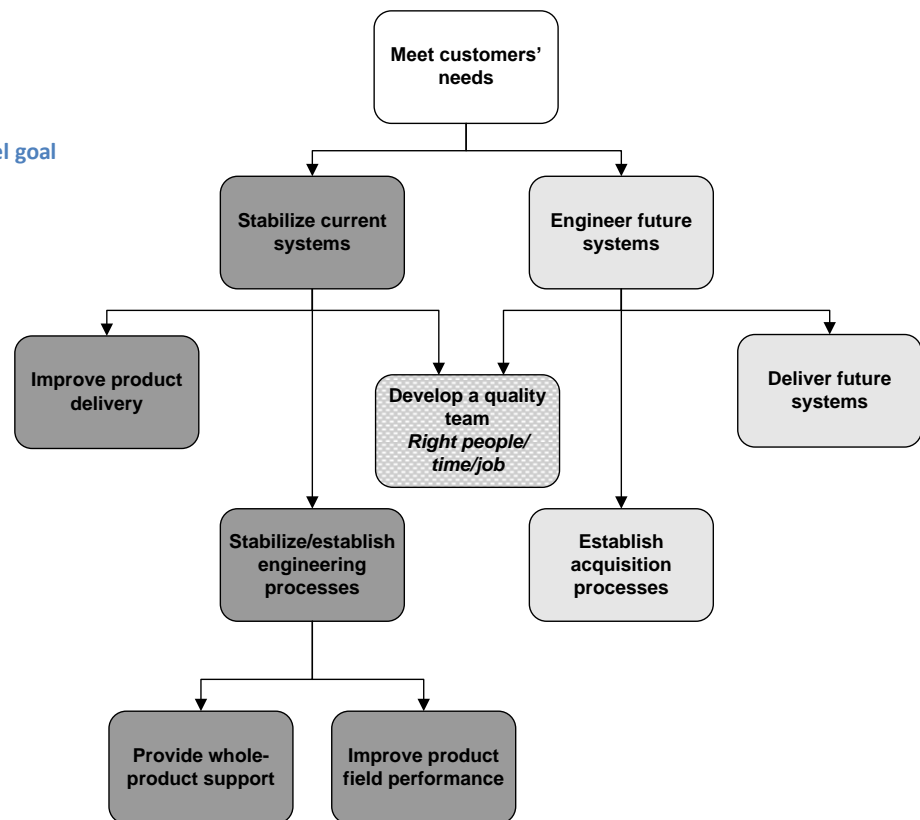 Meet customers’
needs
el goal
Stabilize current
systems
Engineer future
systems
Improve product
delivery
Develop a quality
team
Right people/
time/job
Deliver future
systems
Stabilize/establish
engineering
processes
Establish
acquisition
processes
Provide whole-
product support
Improve product
field performance